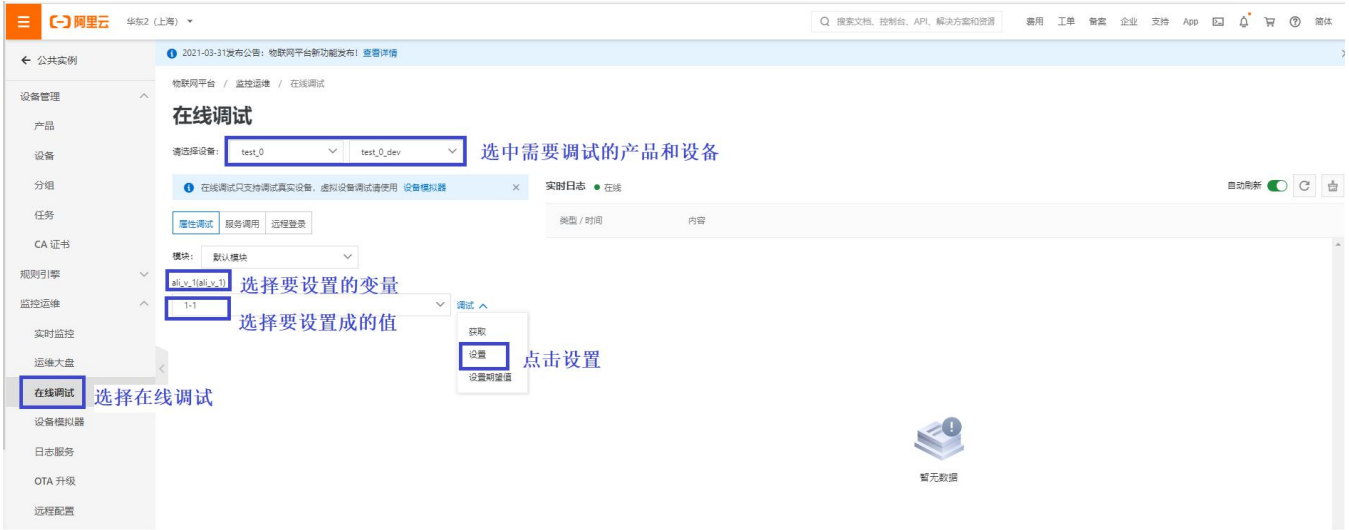 阿里云 华东2（上海） 搜索文档、控制台、API、解决方案和资源 费用 工单 备案 企业 支持 App 简体
公共实例
2021-03-31发布公告：物联网平台新功能发布！查看详情
物联网平台 / 监控运维 / 在线调试
在线调试
请选择设备： test_0 test_0_dev 选中需要调试的产品和设备
在线调试只支持调试真实设备，虚拟设备调试请使用 设备模拟器
属性调试 服务调用 远程登录
模块： 默认模块
ali_v_1(ali_v_1) 选择要设置的变量
1-1 调试
选择要设置成的值
获取
设置 点击设置
设置期望值
实时日志 在线 自动刷新
类型 / 时间 内容
暂无数据
设备管理
产品
设备
分组
任务
CA 证书
规则引擎
监控运维
实时监控
运维大盘
在线调试 选择在线调试
设备模拟器
日志服务
OTA 升级
远程配置